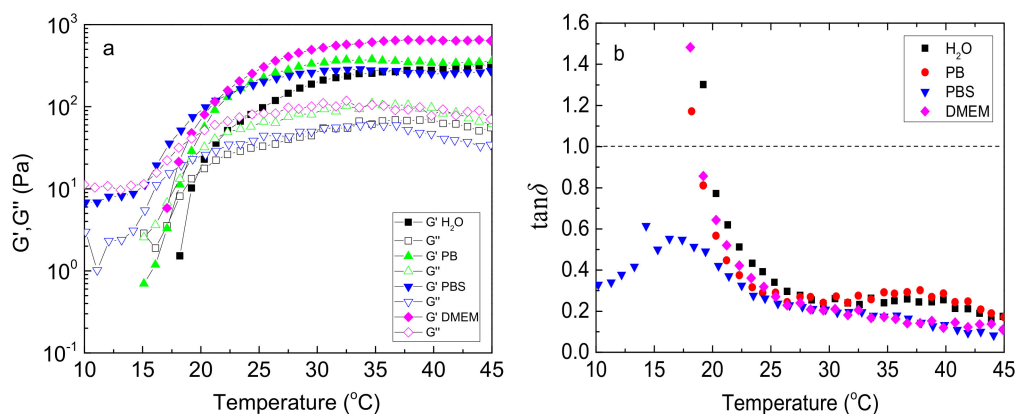 a
G',G'' (Pa)
10³
10²
10¹
10⁰
10⁻¹
G' H₂O
G''
G' PB
G''
G' PBS
G''
G' DMEM
G''
10 15 20 25 30 35 40 45
Temperature (°C)
b
tanδ
1.6
1.4
1.2
1.0
0.8
0.6
0.4
0.2
0.0
H₂O
PB
PBS
DMEM
10 15 20 25 30 35 40 45
Temperature (°C)